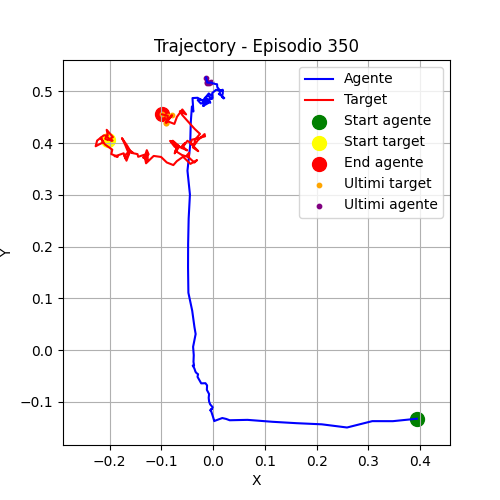 Trajectory - Episodio 350
Agente
Target
Start agente
Start target
End agente
Ultimi target
Ultimi agente
Y
0.5
0.4
0.3
0.2
0.1
0.0
−0.1
−0.2 −0.1 0.0 0.1 0.2 0.3 0.4
X